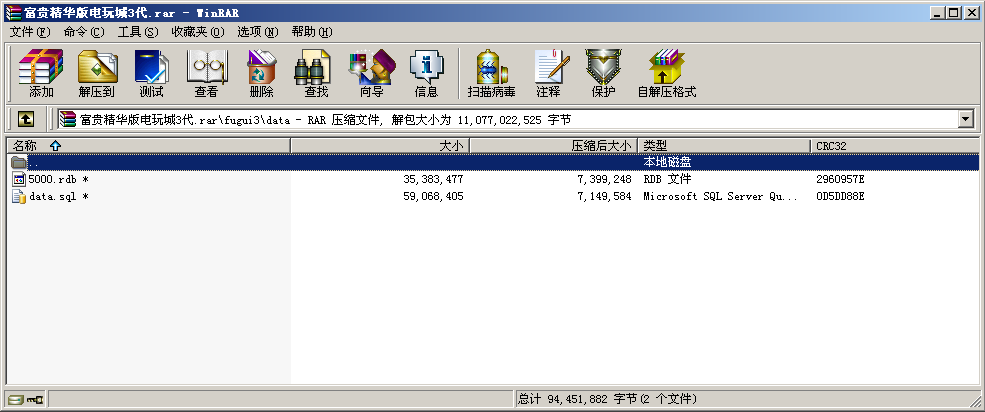 富贵精华版电玩城3代.rar - WinRAR
文件(F) 命令(C) 工具(S) 收藏夹(O) 选项(N) 帮助(H)
添加 解压到 测试 查看 删除 查找 向导 信息 扫描病毒 注释 保护 自解压格式
富贵精华版电玩城3代.rar\fugui3\data - RAR 压缩文件, 解包大小为 11,077,022,525 字节
名称 大小 压缩后大小 类型 CRC32
.. 本地磁盘
5000.rdb * 35,383,477 7,399,248 RDB 文件 2960957E
data.sql * 59,068,405 7,149,584 Microsoft SQL Server Qu... 0D5DD88E
总计 94,451,882 字节(2 个文件)